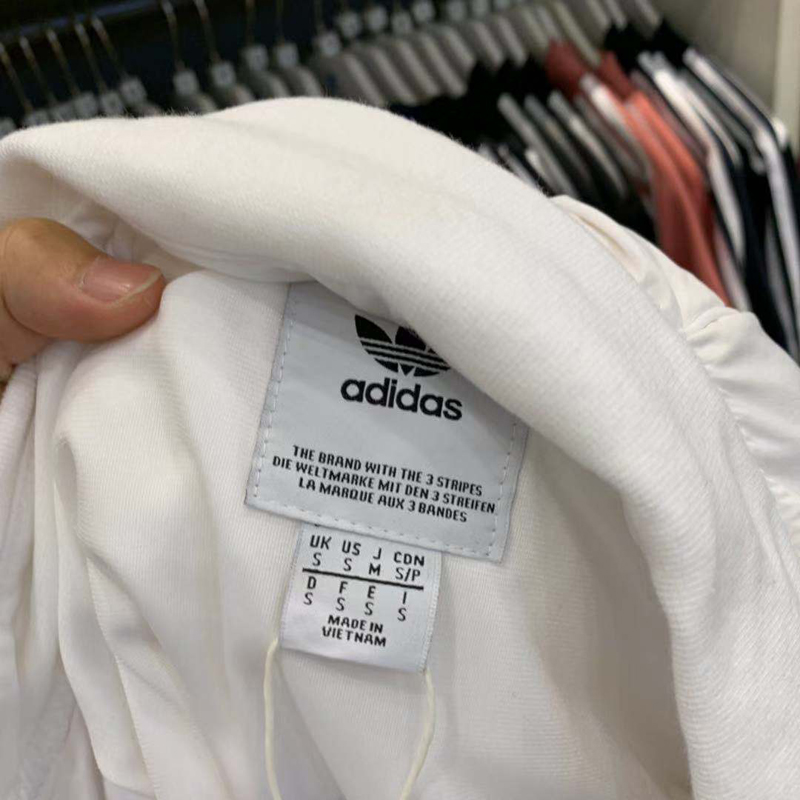 adidas
THE BRAND WITH THE 3 STRIPES
DIE WELTMARKE MIT DEN 3 STREIFEN
LA MARQUE AUX 3 BANDES
UK US J CDN
S S M S/P
D F E I
S S S S
MADE IN
VIETNAM